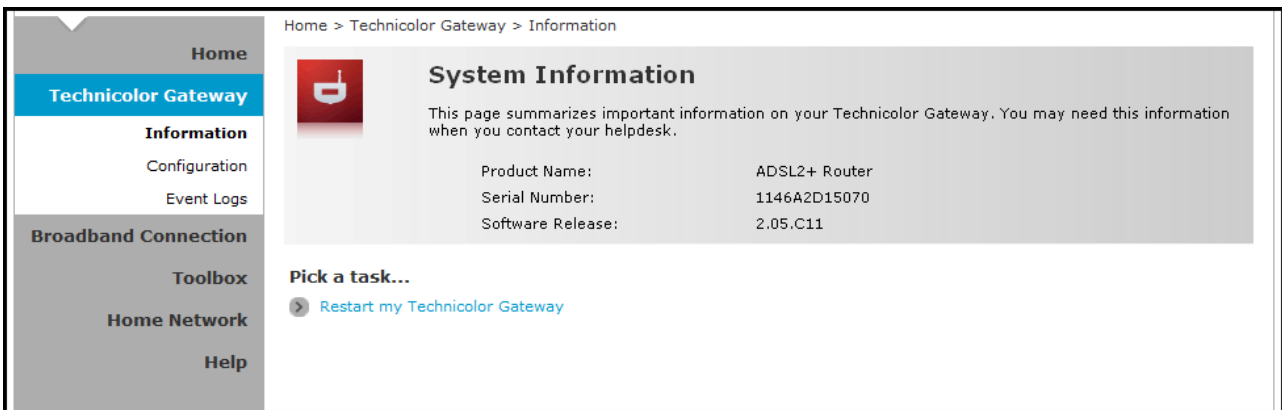 Home > Technicolor Gateway > Information
Home
Technicolor Gateway
Information
Configuration
Event Logs
Broadband Connection
Toolbox
Home Network
Help
System Information
This page summarizes important information on your Technicolor Gateway. You may need this information
when you contact your helpdesk.
Product Name: ADSL2+ Router
Serial Number: 1146A2D15070
Software Release: 2.05.C11
Pick a task...
Restart my Technicolor Gateway